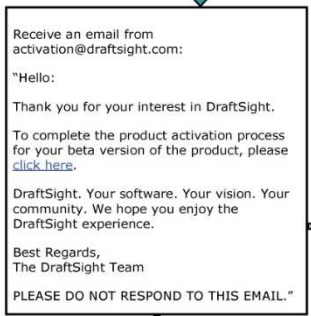 Receive an email from
activation@draftsight.com:
“Hello:
Thank you for your interest in DraftSight.
To complete the product activation process
for your beta version of the product, please
click here.
DraftSight. Your software. Your vision. Your
community. We hope you enjoy the
DraftSight experience.
Best Regards,
The DraftSight Team
PLEASE DO NOT RESPOND TO THIS EMAIL.”